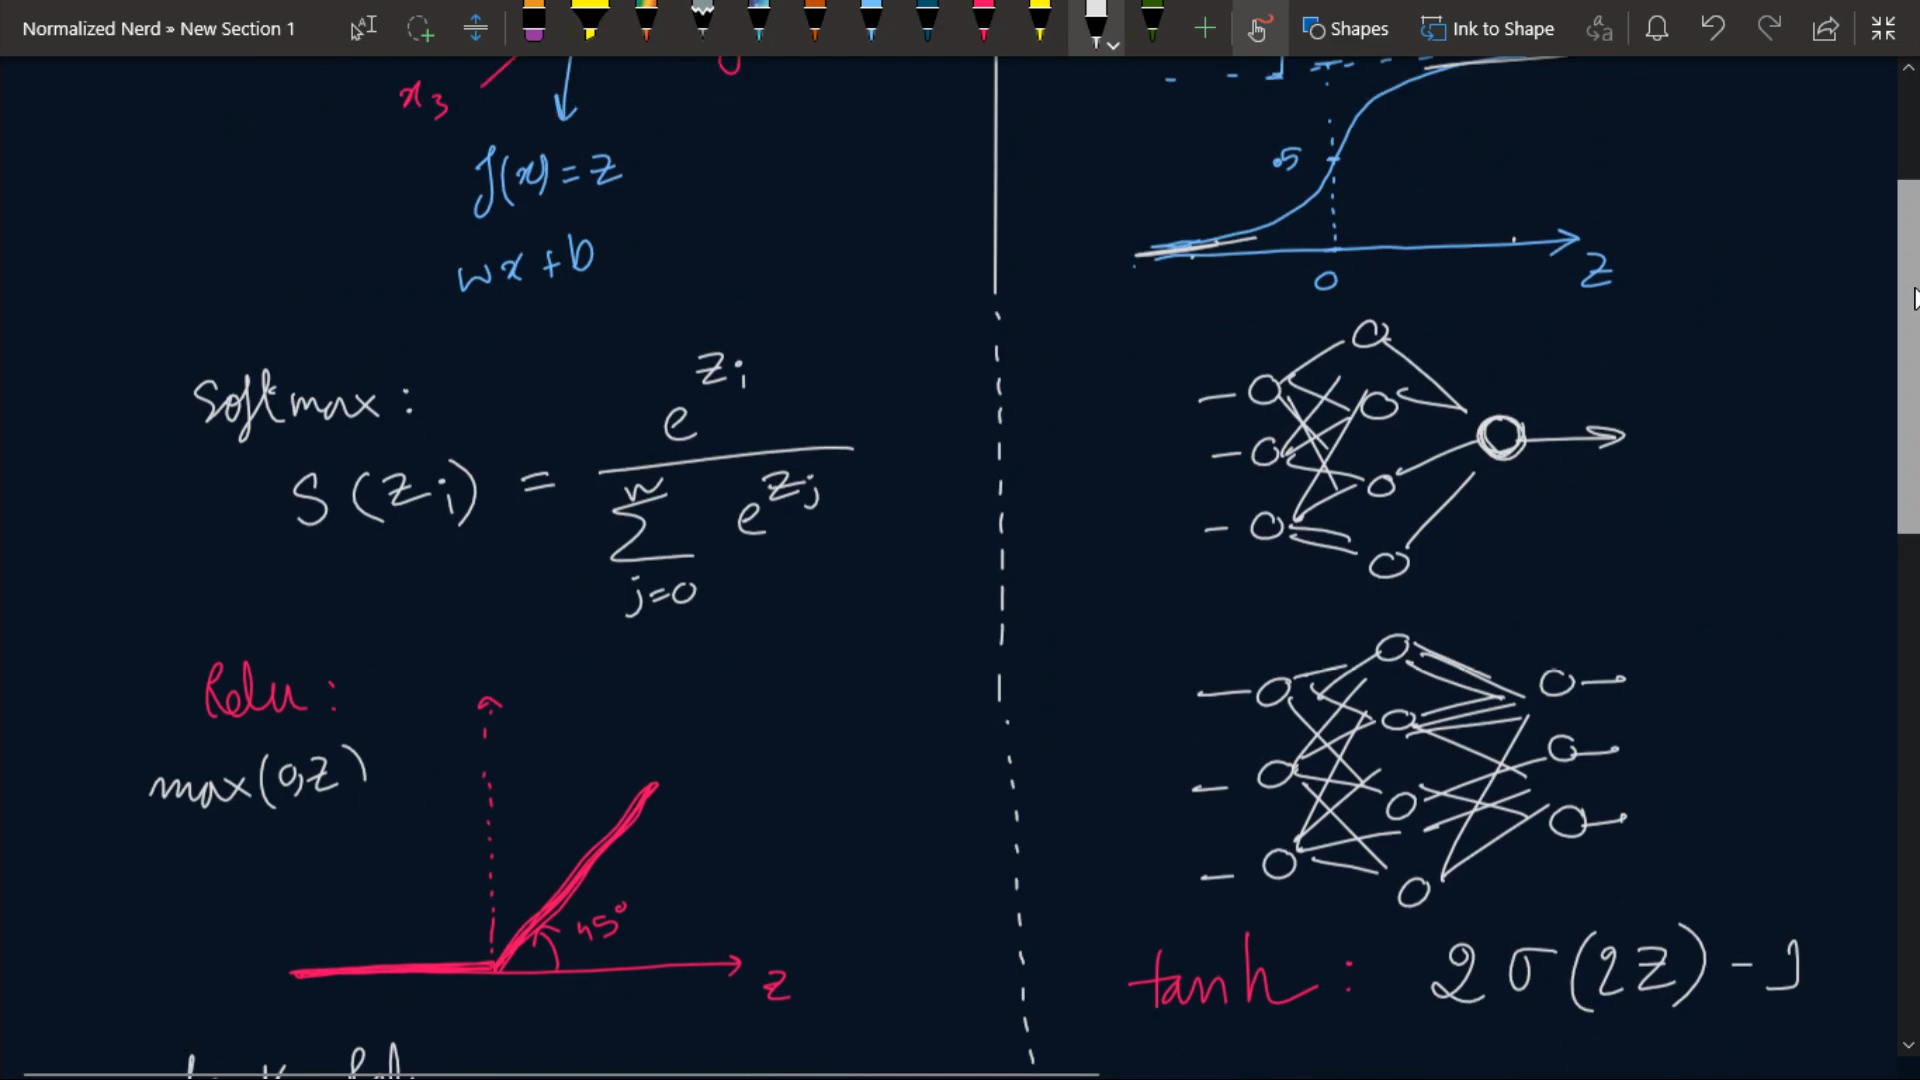 Normalized Nerd » New Section 1
Shapes
Ink to Shape
x₃
f(x) = z
wx + b
1
.5
0
z
Softmax :
S(zᵢ) = e^zᵢ / Σ_{j=0}^{n} e^zⱼ
Relu :
max(0,z)
45°
z
tanh : 2σ(2z) - 1